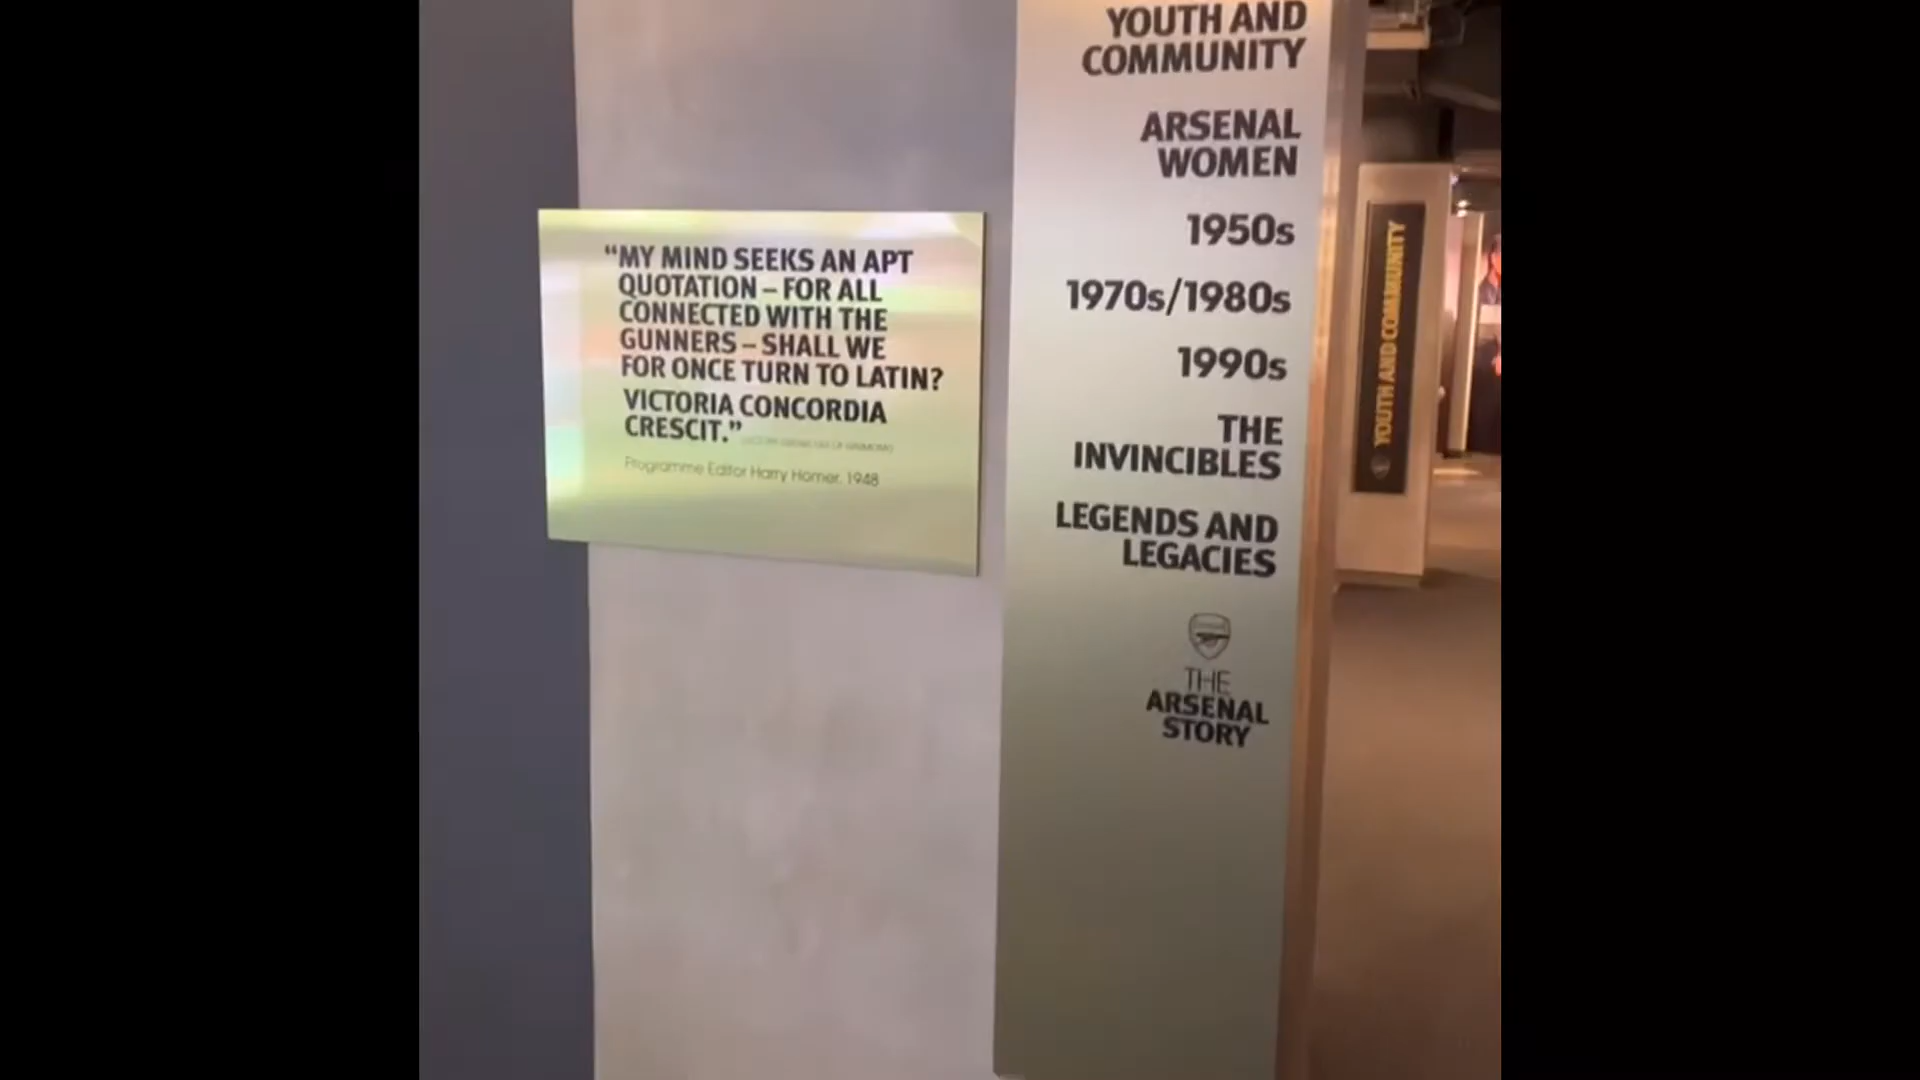 “MY MIND SEEKS AN APT
QUOTATION – FOR ALL
CONNECTED WITH THE
GUNNERS – SHALL WE
FOR ONCE TURN TO LATIN?
VICTORIA CONCORDIA
CRESCIT.”
Programme Editor Harry Homer, 1948
YOUTH AND
COMMUNITY
ARSENAL
WOMEN
1950s
1970s/1980s
1990s
THE
INVINCIBLES
LEGENDS AND
LEGACIES
THE
ARSENAL
STORY
YOUTH AND COMMUNITY